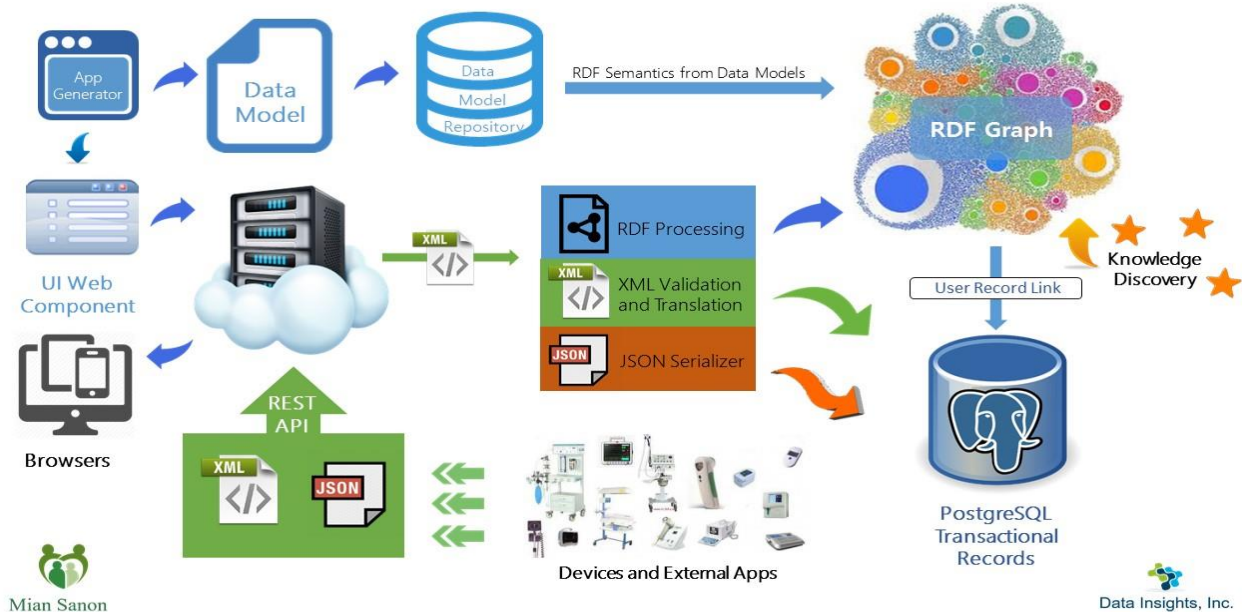 App
Generator
Data
Model
Data
Model
Repository
RDF Semantics from Data Models
RDF Graph
UI Web
Component
XML
RDF Processing
XML
XML Validation
and Translation
JSON
JSON Serializer
User Record Link
Knowledge
Discovery
Browsers
REST
API
XML
JSON
Devices and External Apps
PostgreSQL
Transactional
Records
Mian Sanon
Data Insights, Inc.